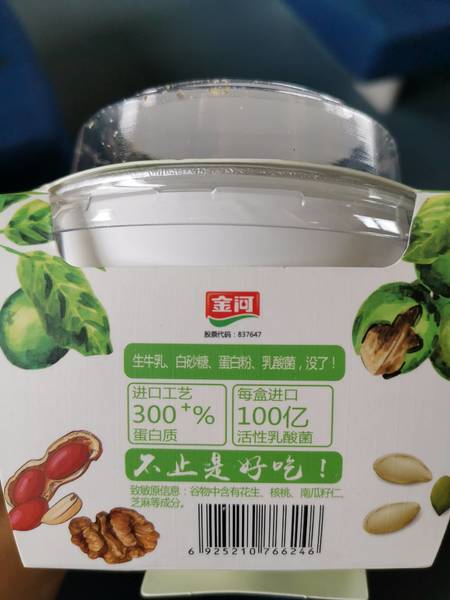 金河
股票代码：837647
生牛乳、白砂糖、蛋白粉、乳酸菌，没了！
进口工艺
300⁺%
蛋白质
每盒进口
100亿
活性乳酸菌
不止是好吃！
致敏原信息：谷物中含有花生、核桃、南瓜籽仁、
芝麻等成分。
6 925210 766246